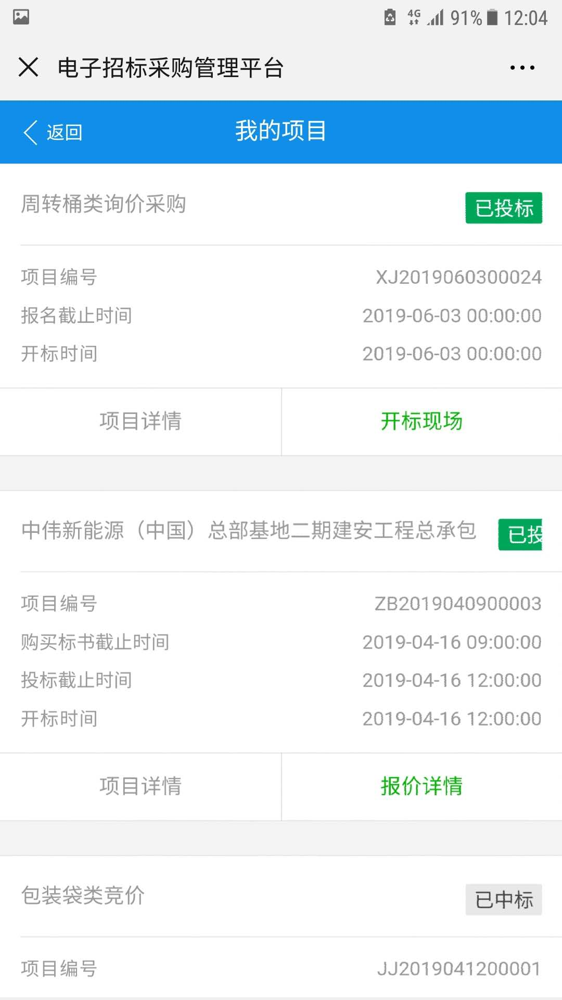 4G 91% 12:04
电子招标采购管理平台
返回 我的项目
周转桶类询价采购 已投标
项目编号 XJ2019060300024
报名截止时间 2019-06-03 00:00:00
开标时间 2019-06-03 00:00:00
项目详情 开标现场
中伟新能源（中国）总部基地二期建安工程总承包 已投
项目编号 ZB2019040900003
购买标书截止时间 2019-04-16 09:00:00
投标截止时间 2019-04-16 12:00:00
开标时间 2019-04-16 12:00:00
项目详情 报价详情
包装袋类竞价 已中标
项目编号 JJ2019041200001